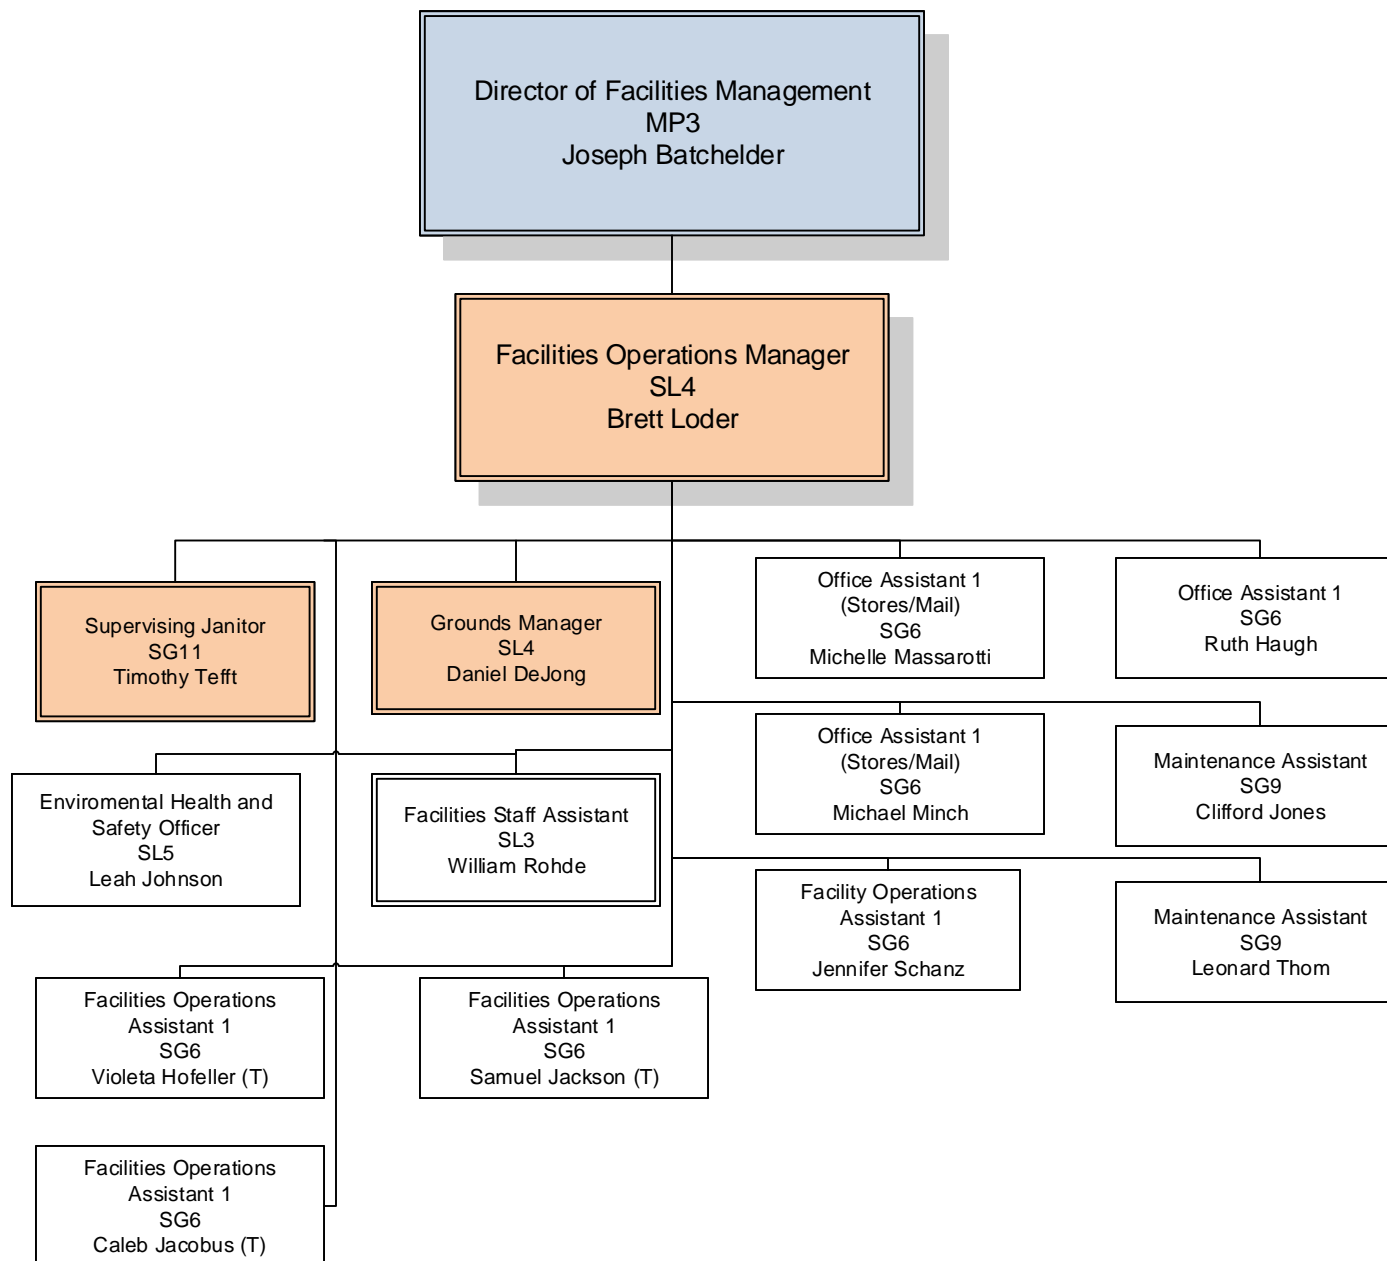 Director of Facilities Management
MP3
Joseph Batchelder
Facilities Operations Manager
SL4
Brett Loder
Supervising Janitor
SG11
Timothy Tefft
Grounds Manager
SL4
Daniel DeJong
Office Assistant 1
(Stores/Mail)
SG6
Michelle Massarotti
Office Assistant 1
SG6
Ruth Haugh
Enviromental Health and
Safety Officer
SL5
Leah Johnson
Facilities Staff Assistant
SL3
William Rohde
Office Assistant 1
(Stores/Mail)
SG6
Michael Minch
Maintenance Assistant
SG9
Clifford Jones
Facility Operations
Assistant 1
SG6
Jennifer Schanz
Maintenance Assistant
SG9
Leonard Thom
Facilities Operations
Assistant 1
SG6
Violeta Hofeller (T)
Facilities Operations
Assistant 1
SG6
Samuel Jackson (T)
Facilities Operations
Assistant 1
SG6
Caleb Jacobus (T)